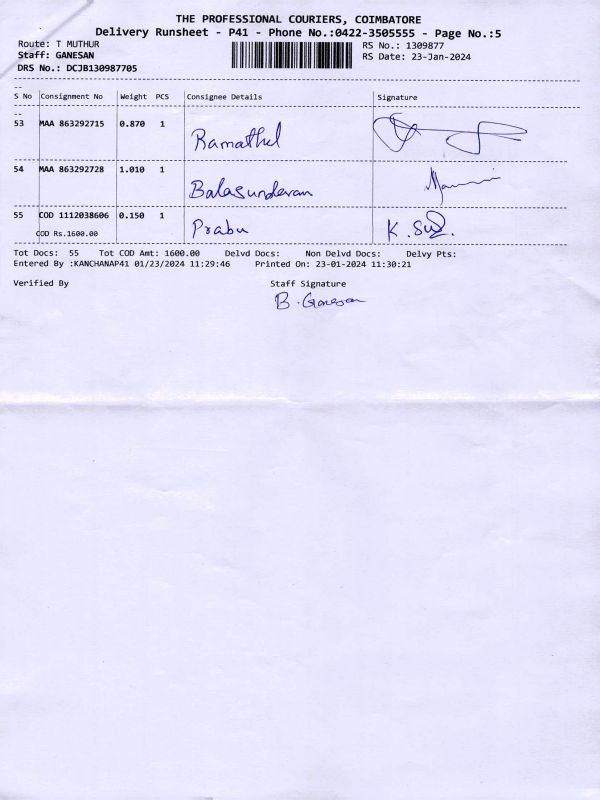 THE PROFESSIONAL COURIERS, COIMBATORE
Delivery Runsheet - P41 - Phone No.:0422-3505555 - Page No.:5
Route: T MUTHUR RS No.: 1309877
Staff: GANESAN RS Date: 23-Jan-2024
DRS No.: DCJB130987705
S No Consignment No Weight PCS Consignee Details Signature
53 MAA 863292715 0.870 1 Ramathal
54 MAA 863292728 1.010 1 Balasunderan
55 COD 1112038606 0.150 1 Prabu
COD Rs.1600.00
Tot Docs: 55 Tot COD Amt: 1600.00 Delvd Docs: Non Delvd Docs: Delvy Pts:
Entered By :KANCHANAP41 01/23/2024 11:29:46 Printed On: 23-01-2024 11:30:21
Verified By Staff Signature
B. Ganesan